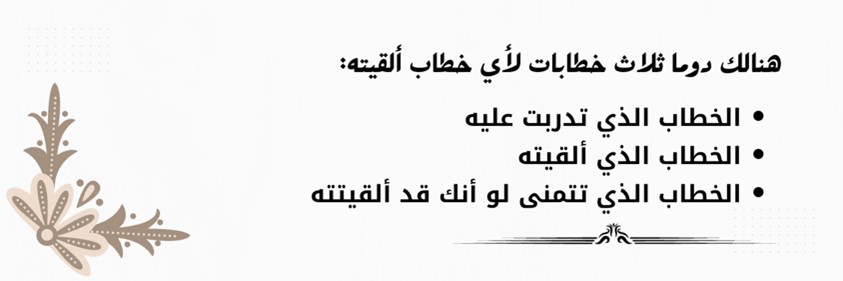 هنالك دوما ثلاث خطابات لأي خطاب ألقيته:
• الخطاب الذي تدربت عليه
• الخطاب الذي ألقيته
• الخطاب الذي تتمنى لو أنك قد ألقيتته